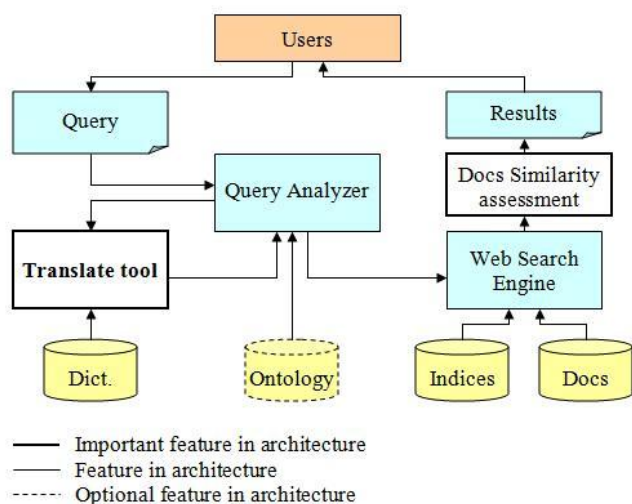 Users
Query
Results
Query Analyzer
Docs Similarity
assessment
Translate tool
Web Search
Engine
Dict.
Ontology
Indices
Docs
Important feature in architecture
Feature in architecture
Optional feature in architecture